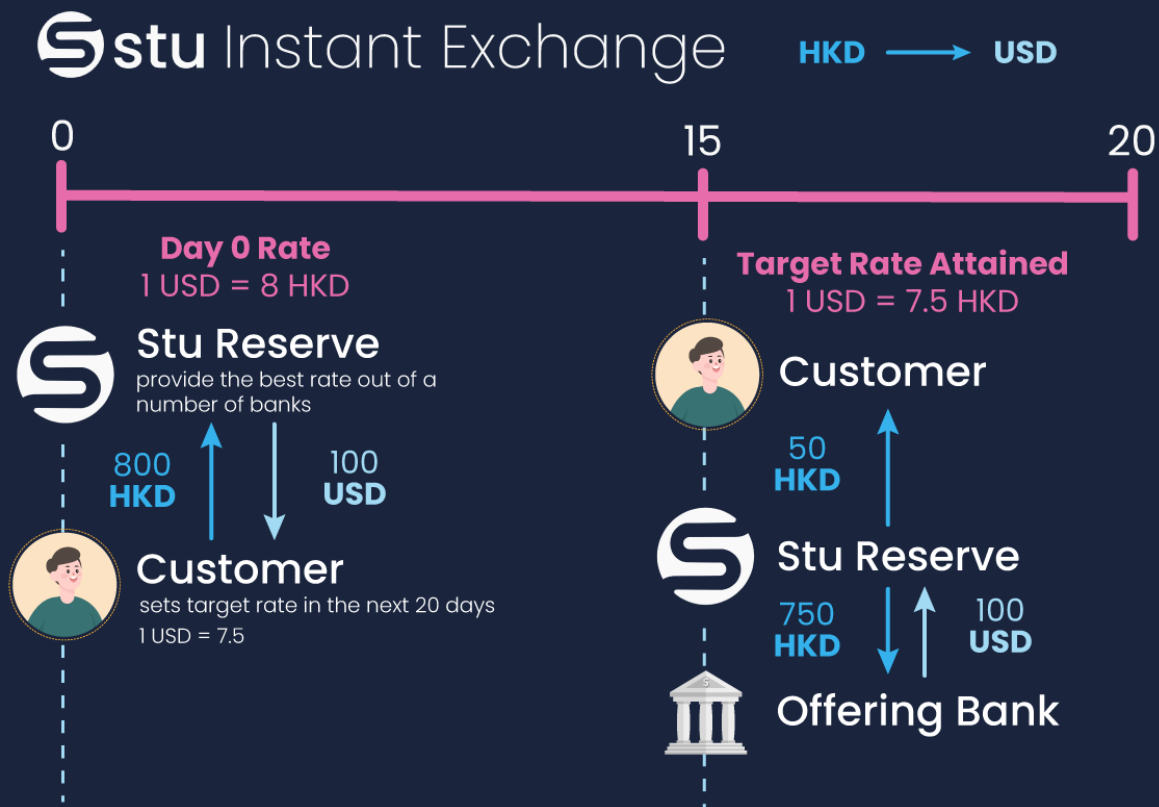 stu Instant Exchange
HKD USD
0
15
20
Day 0 Rate
1 USD = 8 HKD
Stu Reserve
provide the best rate out of a
number of banks
800
HKD
100
USD
Customer
sets target rate in the next 20 days
1 USD = 7.5
Target Rate Attained
1 USD = 7.5 HKD
Customer
50
HKD
Stu Reserve
750
HKD
100
USD
$
Offering Bank